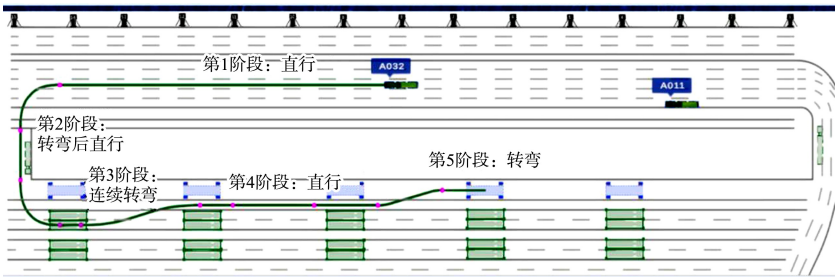 第1阶段：直行
A032
A011
第2阶段：
转弯后直行
第3阶段：
连续转弯
第4阶段：直行
第5阶段：转弯